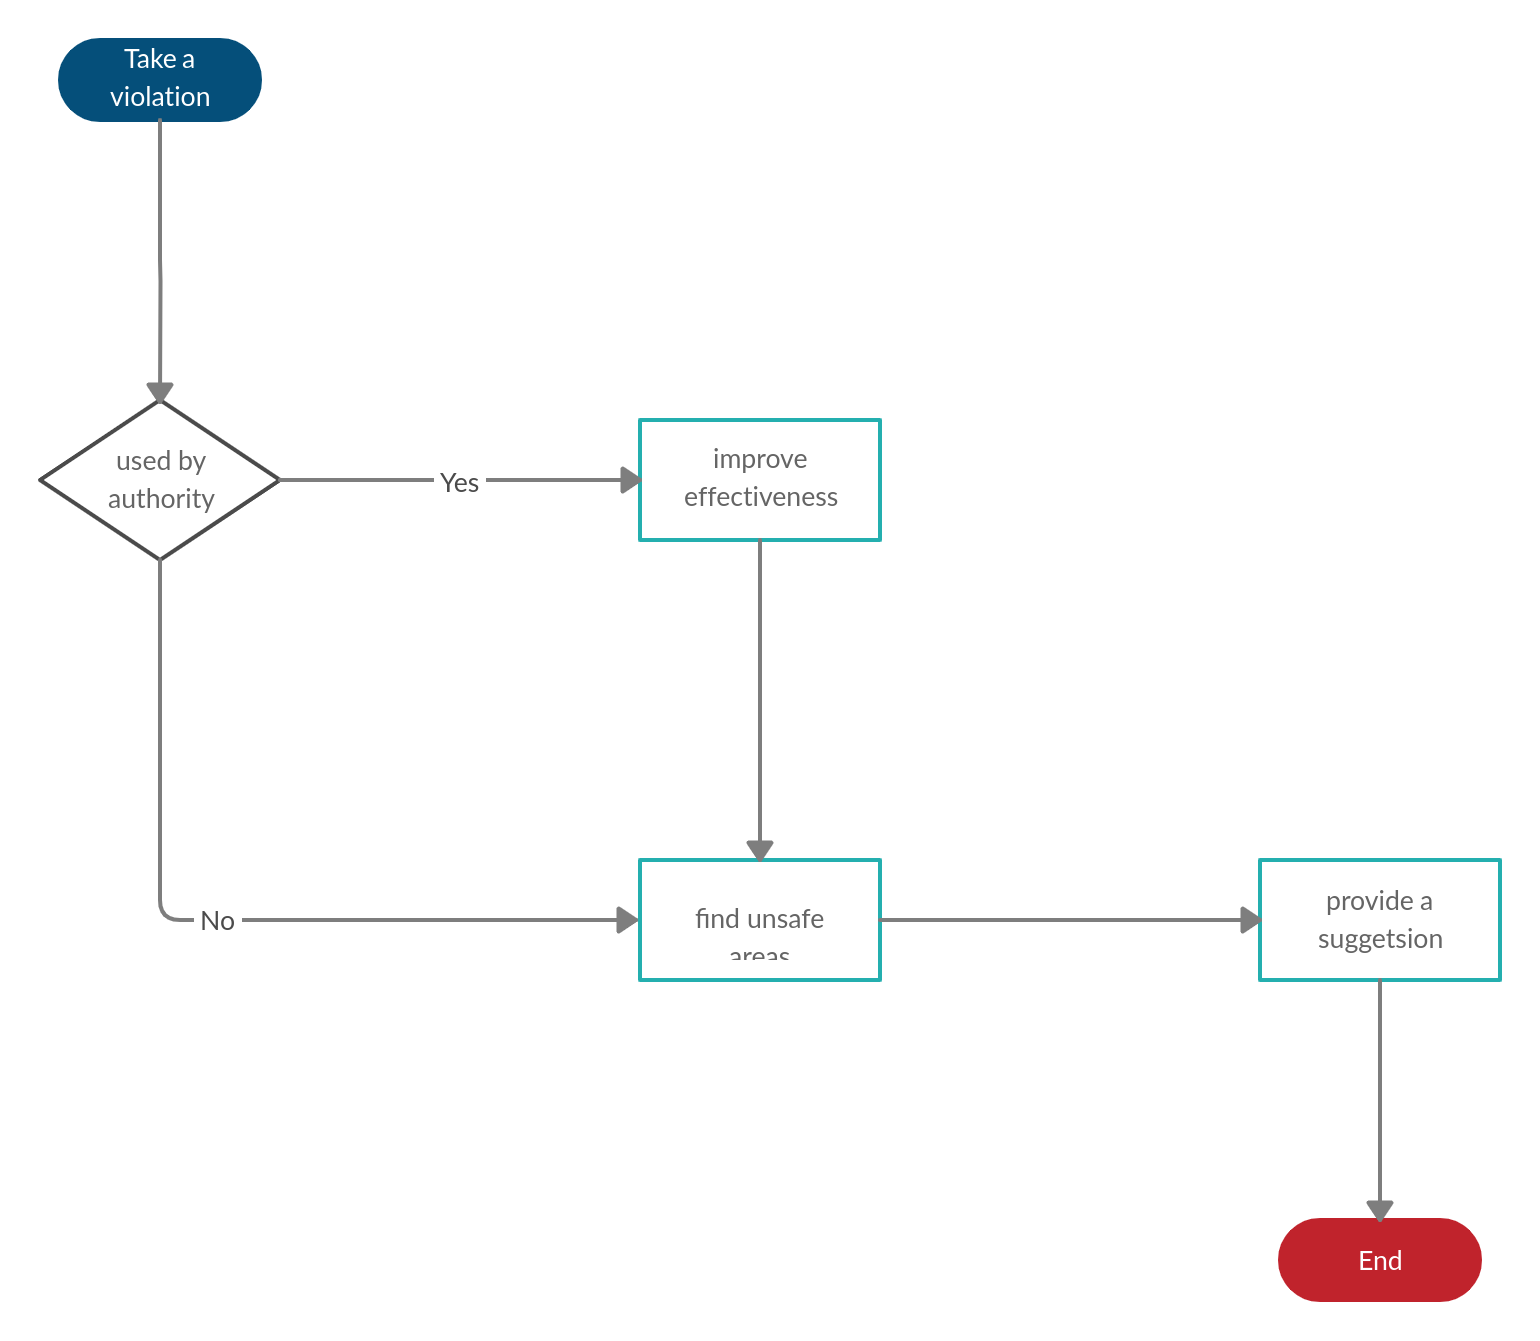 Take a
violation
used by
authority
Yes
improve
effectiveness
No
find unsafe
areas
provide a
suggetsion
End